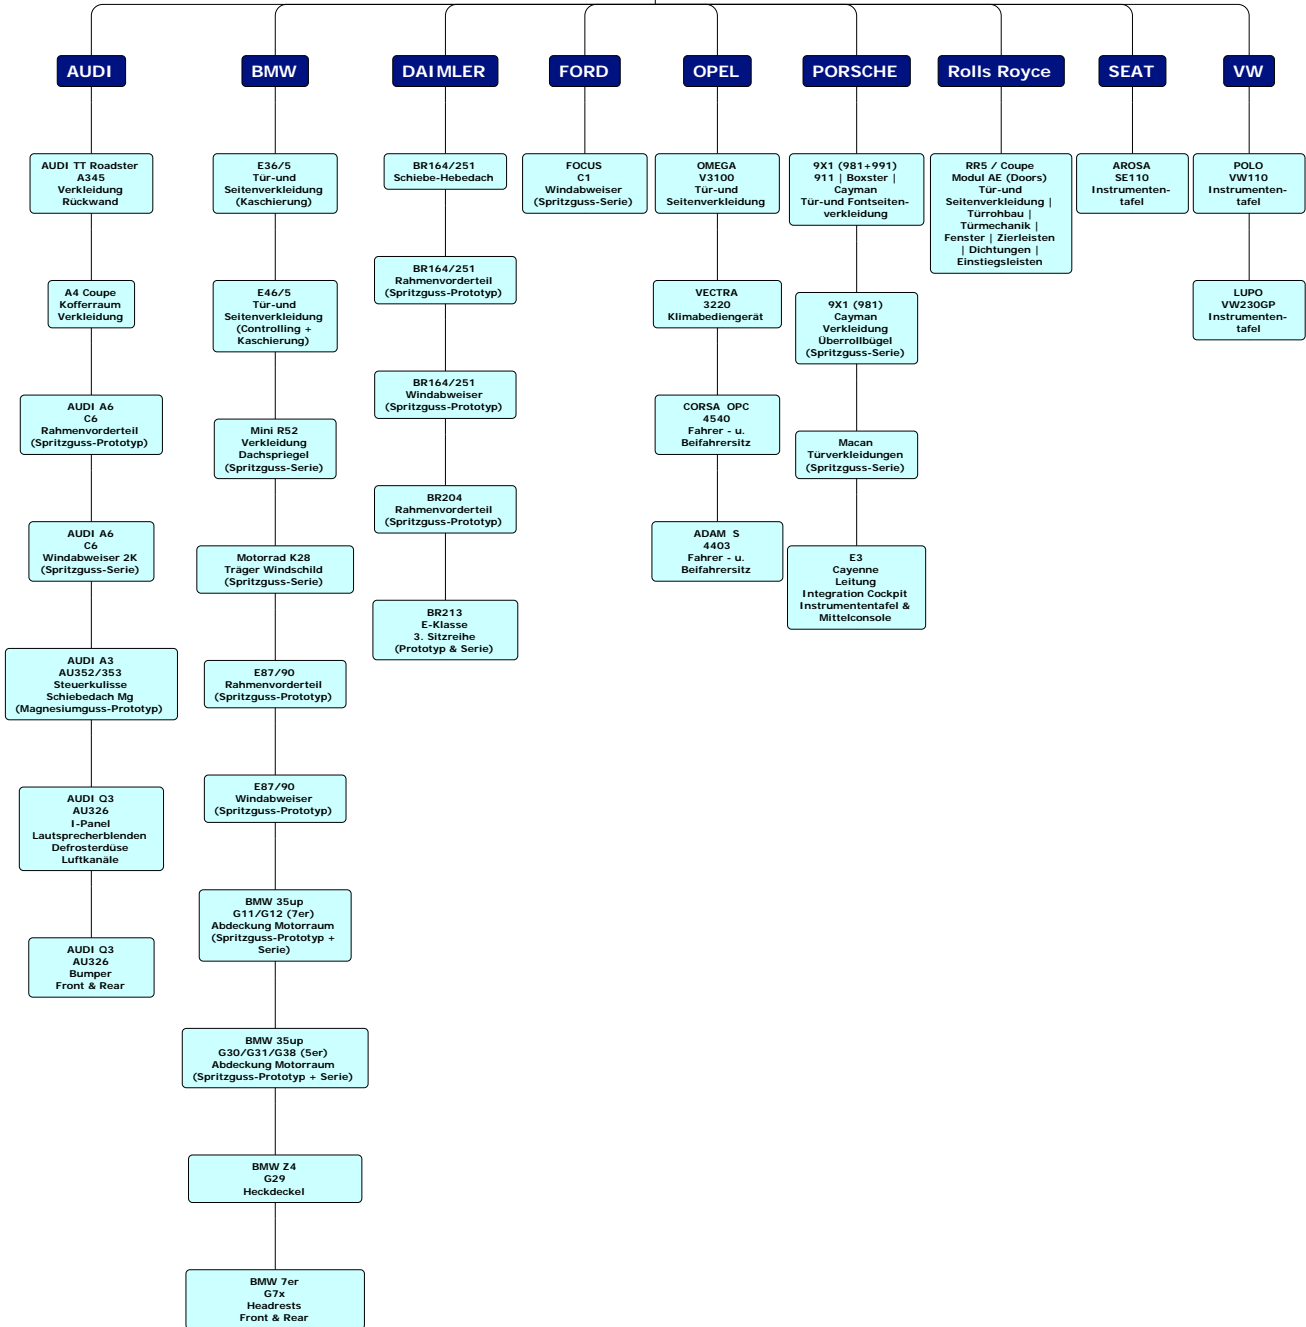 AUDI
BMW
DAIMLER
FORD
OPEL
PORSCHE
Rolls Royce
SEAT
VW
AUDI TT Roadster
A345
Verkleidung
Rückwand
A4 Coupe
Kofferraum
Verkleidung
AUDI A6
C6
Rahmenvorderteil
(Spritzguss-Prototyp)
AUDI A6
C6
Windabweiser 2K
(Spritzguss-Serie)
AUDI A3
AU352/353
Steuerkulisse
Schiebedach Mg
(Magnesiumguss-Prototyp)
AUDI Q3
AU326
I-Panel
Lautsprecherblenden
Defrosterdüse
Luftkanäle
AUDI Q3
AU326
Bumper
Front & Rear
E36/5
Tür-und
Seitenverkleidung
(Kaschierung)
E46/5
Tür-und
Seitenverkleidung
(Controlling +
Kaschierung)
Mini R52
Verkleidung
Dachspriegel
(Spritzguss-Serie)
Motorrad K28
Träger Windschild
(Spritzguss-Serie)
E87/90
Rahmenvorderteil
(Spritzguss-Prototyp)
E87/90
Windabweiser
(Spritzguss-Prototyp)
BMW 35up
G11/G12 (7er)
Abdeckung Motorraum
(Spritzguss-Prototyp +
Serie)
BMW 35up
G30/G31/G38 (5er)
Abdeckung Motorraum
(Spritzguss-Prototyp + Serie)
BMW Z4
G29
Heckdeckel
BMW 7er
G7x
Headrests
Front & Rear
BR164/251
Schiebe-Hebedach
BR164/251
Rahmenvorderteil
(Spritzguss-Prototyp)
BR164/251
Windabweiser
(Spritzguss-Prototyp)
BR204
Rahmenvorderteil
(Spritzguss-Prototyp)
BR213
E-Klasse
3. Sitzreihe
(Prototyp & Serie)
FOCUS
C1
Windabweiser
(Spritzguss-Serie)
OMEGA
V3100
Tür-und
Seitenverkleidung
VECTRA
3220
Klimabediengerät
CORSA OPC
4540
Fahrer - u.
Beifahrersitz
ADAM S
4403
Fahrer - u.
Beifahrersitz
9X1 (981+991)
911 | Boxster |
Cayman
Tür-und Fontseiten-
verkleidung
9X1 (981)
Cayman
Verkleidung
Überrollbügel
(Spritzguss-Serie)
Macan
Türverkleidungen
(Spritzguss-Serie)
E3
Cayenne
Leitung
Integration Cockpit
Instrumententafel &
Mittelconsole
RR5 / Coupe
Modul AE (Doors)
Tür-und
Seitenverkleidung |
Türrohbau |
Türmechanik |
Fenster | Zierleisten
| Dichtungen |
Einstiegsleisten
AROSA
SE110
Instrumenten-
tafel
POLO
VW110
Instrumenten-
tafel
LUPO
VW230GP
Instrumenten-
tafel